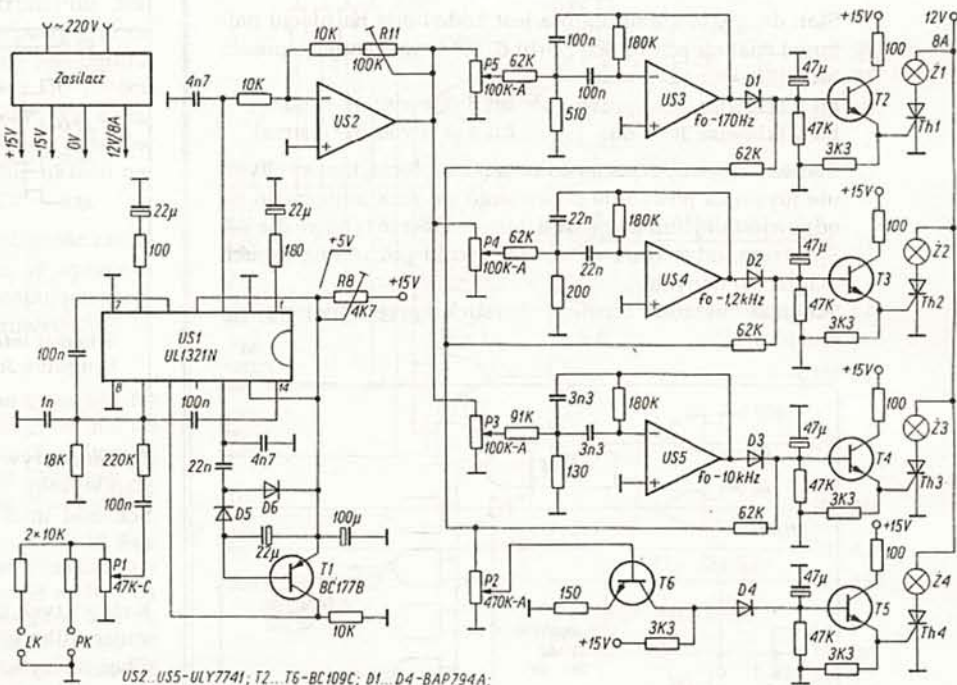 ~220V
Zasilacz
+15V
-15V
0V
12V/8A
4n7
10K
10K
R11
100K
US2
22µ
100
22µ
180
+5V
R8
4K7
+15V
7
1
US1
UL1321N
8
14
100n
1n
18K
220K
100n
100n
22n
4n7
D6
D5
22µ
100µ
T1
BC177B
10K
2×10K
P1
47K-C
LK
PK
P5
100K-A
62K
100n
100n
510
180K
US3
Fo-170Hz
D1
62K
47µ
47K
3K3
+15V
100
T2
12V
8A
Ż1
Th1
P4
100K-A
62K
22n
22n
200
180K
US4
Fo-1,2kHz
D2
62K
47µ
47K
3K3
+15V
100
T3
Ż2
Th2
P3
100K-A
91K
3n3
3n3
130
180K
US5
Fo-10kHz
D3
62K
47µ
47K
3K3
+15V
100
T4
Ż3
Th3
P2
470K-A
150
T6
+15V
3K3
D4
47µ
47K
3K3
+15V
100
T5
Ż4
Th4
US2...US5-ULY7741; T2...T6-BC109C; D1...D4-BAP794A;